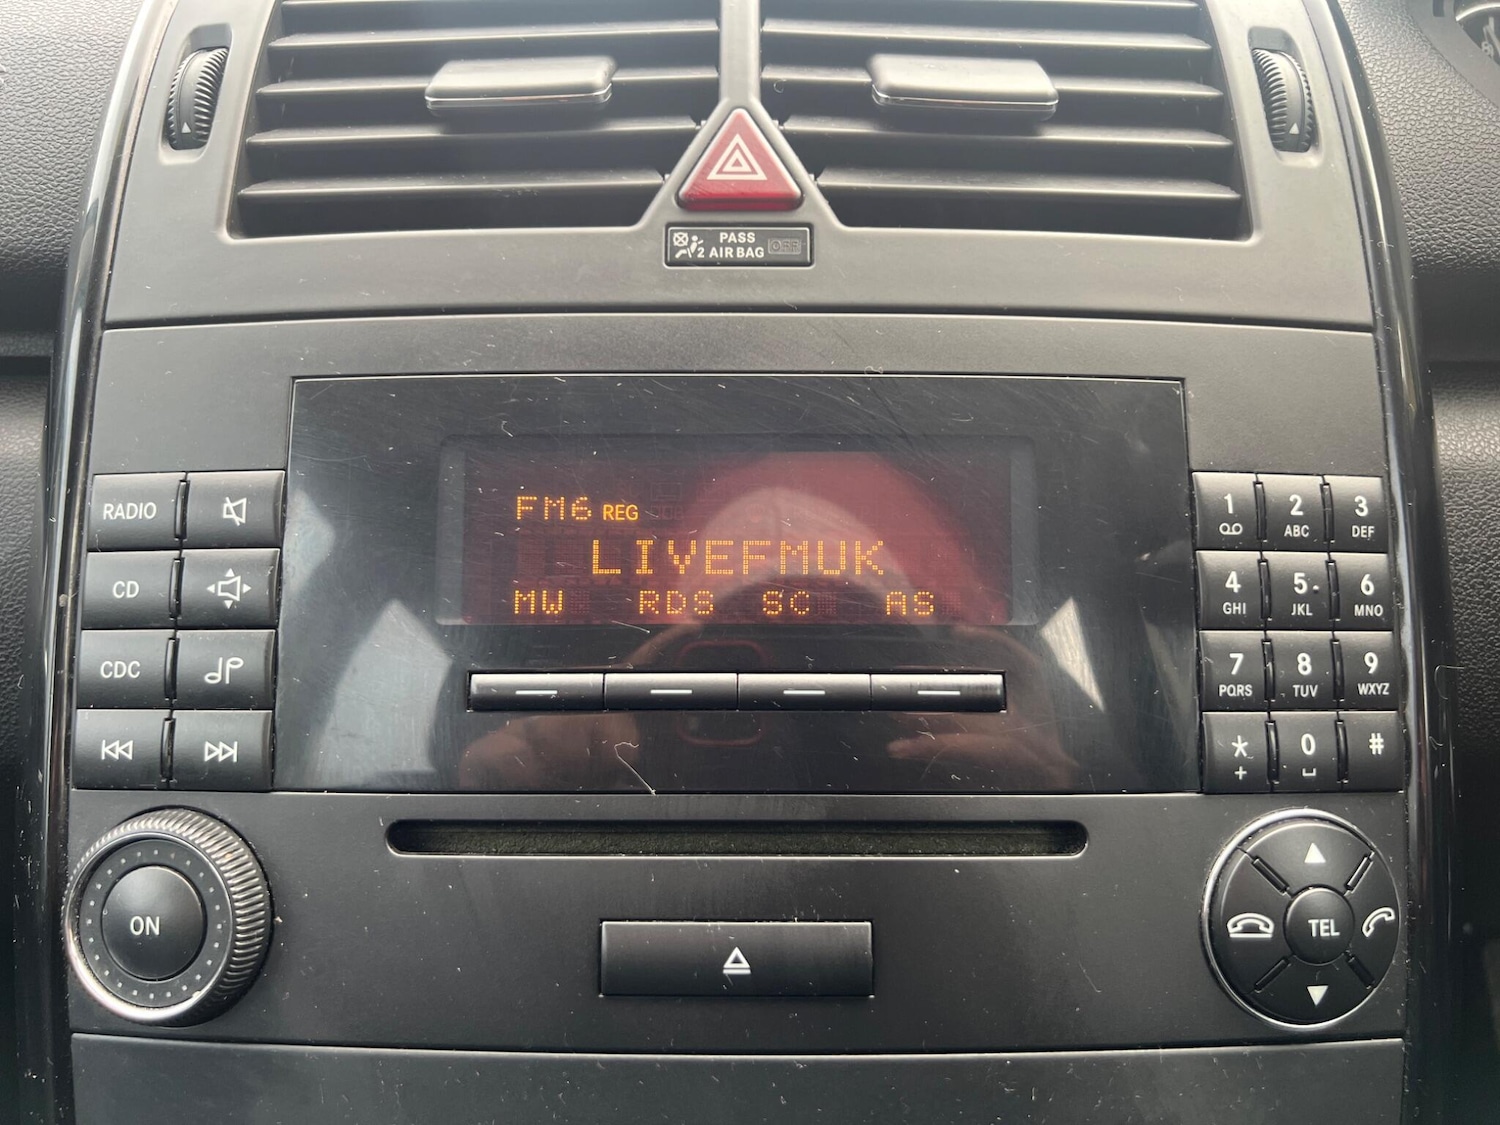 PASS
2 AIR BAG OFF
FM6 REG
LIVEFMUK
MW RDS SC AS
RADIO
CD
CDC
ON
1 2 ABC 3 DEF
4 GHI 5 JKL 6 MNO
7 PQRS 8 TUV 9 WXYZ
* + 0 #
TEL